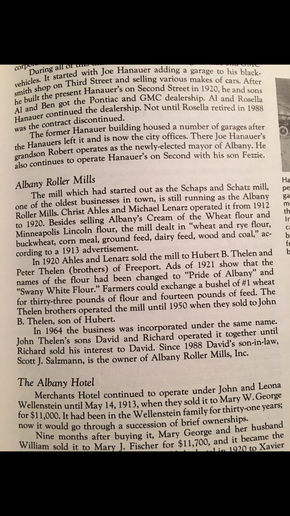 During all of
vehicles. It started with Joe Hanauer adding a garage to his black-
smith shop on Third Street and selling various makes of cars. After
he built the present Hanauer's on Second Street in 1920, he and sons
Al and Ben got the Pontiac and GMC dealership. Al and Rosella
Hanauer continued the dealership. Not until Rosella retired in 1988
was the contract discontinued.
The former Hanauer building housed a number of garages after
the Hanauers left and is now the city offices. There Joe Hanauer's
grandson Robert operates as the newly-elected mayor of Albany. He
also continues to operate Hanauer's on Second with his son
Albany Roller Mills
The mill which had started out as the Schaps and Schatz mill,
one of the oldest businesses in town, is still running as the Albany
Roller Mills. Christ Ahles and Michael Lenarz operated it from 1912
to 1920. Besides selling Albany's Cream of the Wheat flour and
Minneapolis Lincoln flour, the mill dealt in "wheat and rye flour,
buckwheat, corn meal, ground feed, dairy feed, wood and coal," ac-
cording to a 1913 advertisement.
In 1920 Ahles and Lenarz sold the mill to Hubert B. Thelen and
Peter Thelen (brothers) of Freeport. Ads of 1921 show that the
names of the flour had been changed to "Pride of Albany" and
"Swany White Flour." Farmers could exchange a bushel of #1 wheat
for thirty-three pounds of flour and fourteen pounds of feed. The
Thelen brothers operated the mill until 1950 when they sold to John
B. Thelen, son of Hubert.
In 1964 the business was incorporated under the same name.
John Thelen's sons David and Richard operated it together until
Richard sold his interest to David. Since 1988 David's son-in-law,
Scott J. Salzmann, is the owner of Albany Roller Mills, Inc.
The Albany Hotel
Merchants Hotel continued to operate under John and Leona
Wellenstein until May 14, 1913, when they sold it to Mary W. George
for $11,000. It had been in the Wellenstein family for thirty-one years;
now it would go through a succession of brief ownerships.
Nine months after buying it, Mary George and her husband
William sold it to Mary J. Fischer for $11,700, and it became the
in 1920 to Xavier